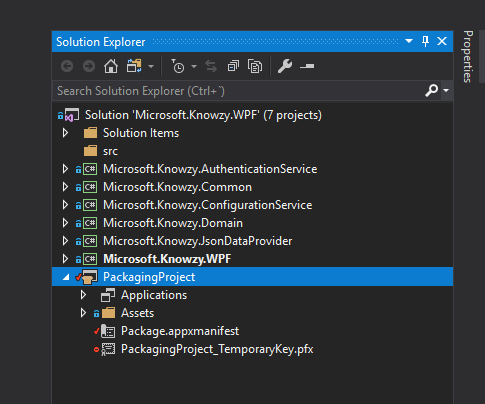 Solution Explorer
Properties
Search Solution Explorer (Ctrl+¨)
Solution 'Microsoft.Knowzy.WPF' (7 projects)
Solution Items
src
C# Microsoft.Knowzy.AuthenticationService
C# Microsoft.Knowzy.Common
C# Microsoft.Knowzy.ConfigurationService
C# Microsoft.Knowzy.Domain
C# Microsoft.Knowzy.JsonDataProvider
C# Microsoft.Knowzy.WPF
PackagingProject
Applications
Assets
Package.appxmanifest
PackagingProject_TemporaryKey.pfx